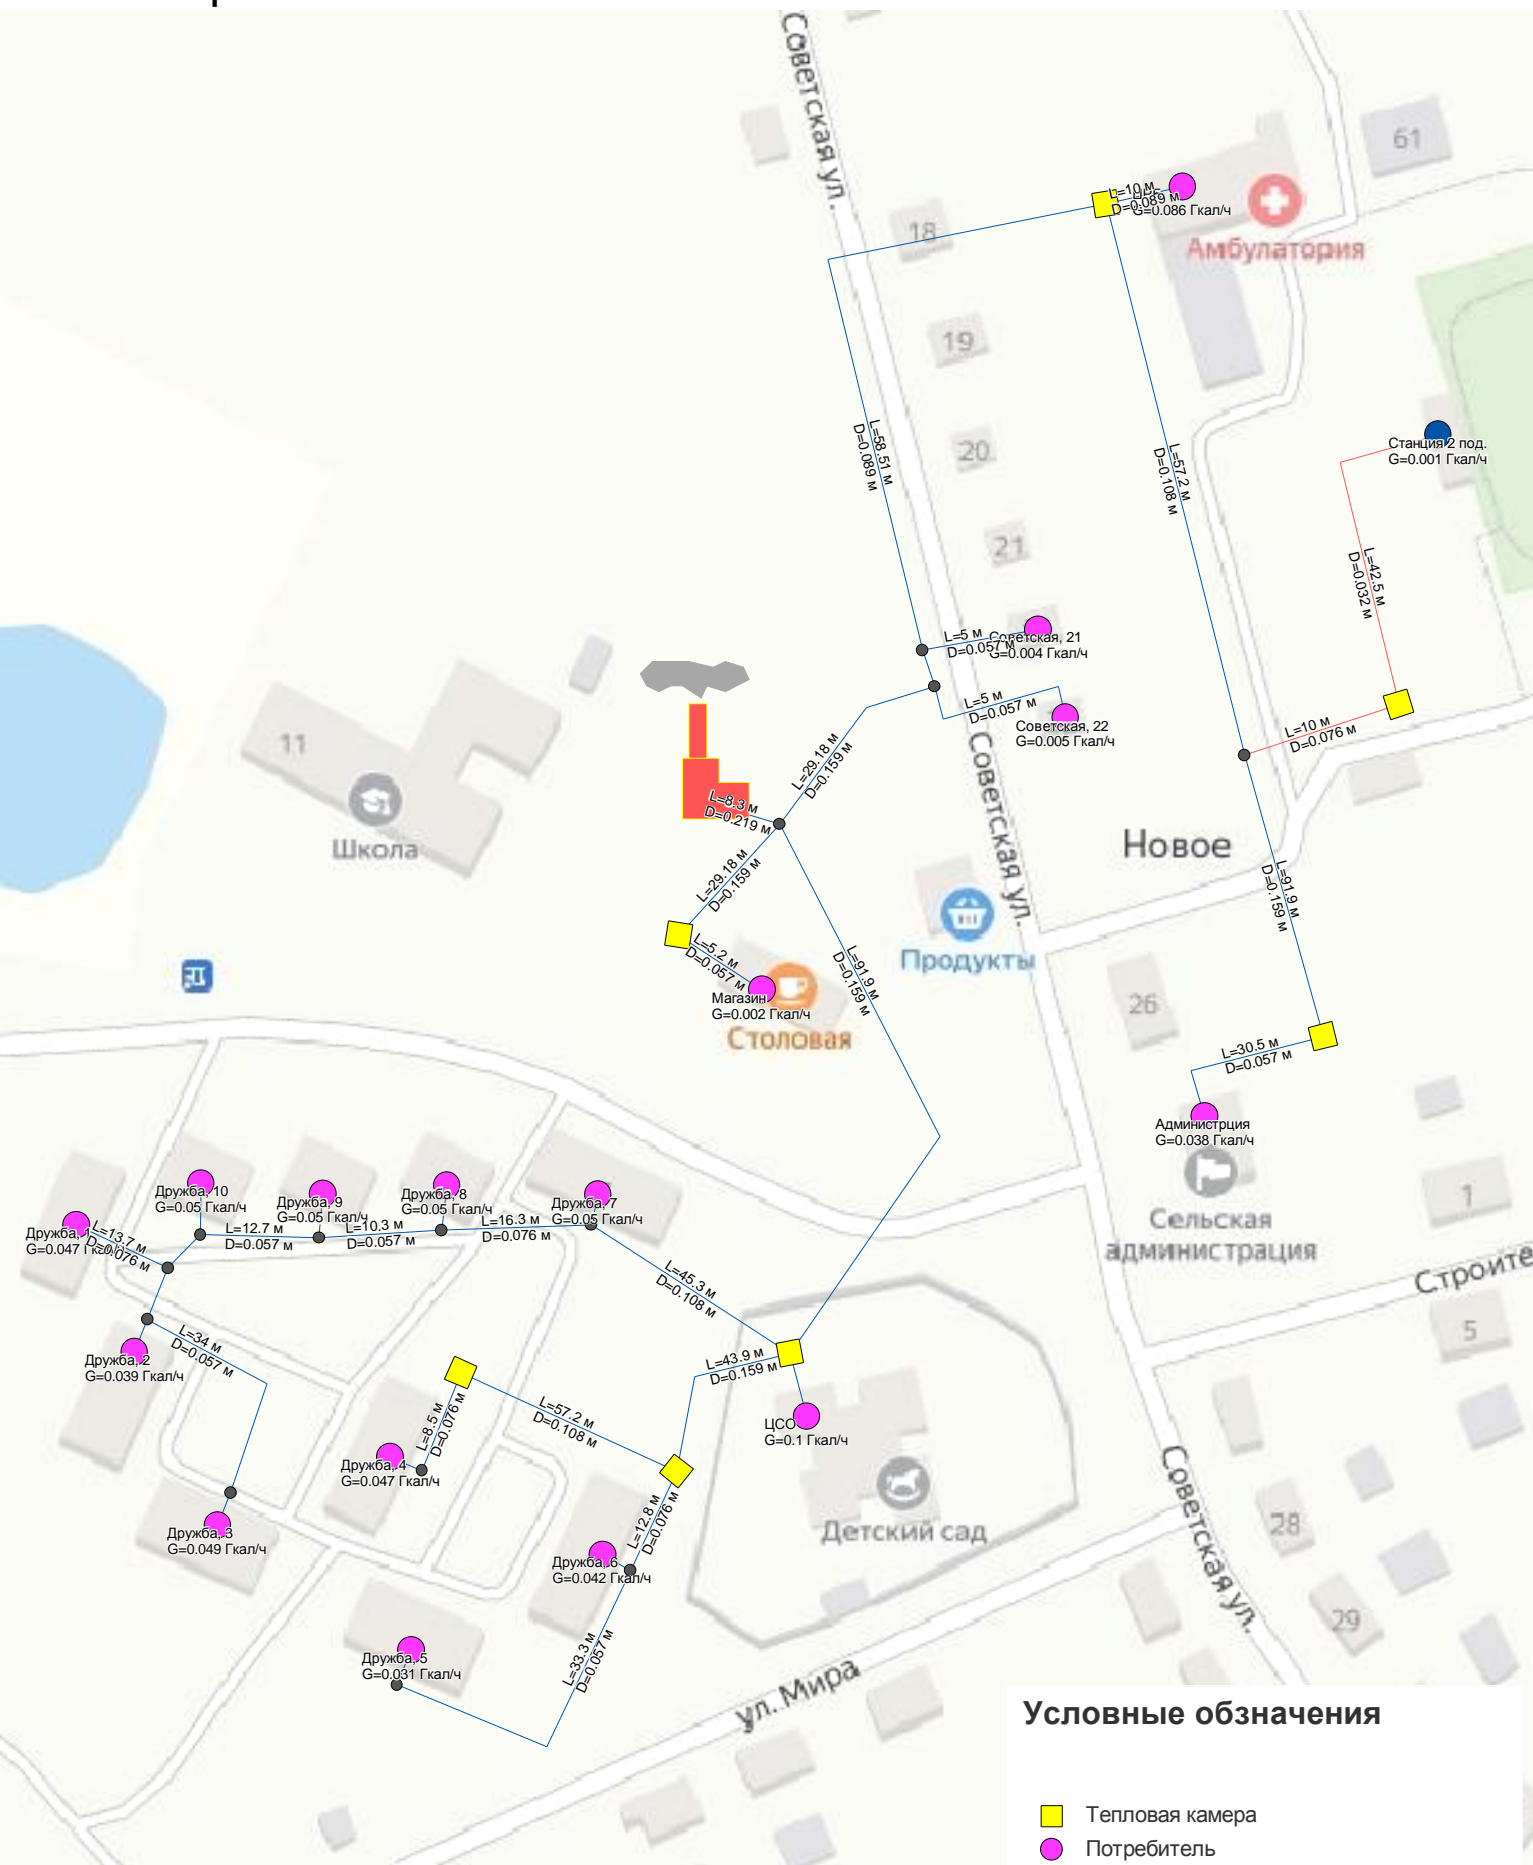 Советская ул.
61
L=10 м
D=0.089 м
G=0.086 Гкал/ч
18
Амбулатория
19
L=58.51 м
D=0.089 м
20
L=57.2 м
D=0.108 м
Станция 2 под.
G=0.001 Гкал/ч
21
L=42.5 м
D=0.032 м
L=5 м
D=0.057 м
Советская, 21
G=0.004 Гкал/ч
L=5 м
D=0.057 м
Советская, 22
G=0.005 Гкал/ч
L=10 м
D=0.076 м
11
Школа
L=29.18 м
D=0.159 м
L=8.3 м
D=0.219 м
Советская ул.
Новое
L=29.18 м
D=0.159 м
L=91.9 м
D=0.159 м
Продукты
L=5.2 м
D=0.057 м
Магазин
G=0.002 Гкал/ч
Столовая
L=91.9 м
D=0.159 м
26
L=30.5 м
D=0.057 м
Администрция
G=0.038 Гкал/ч
Сельская
администрация
1
Дружба, 10
G=0.05 Гкал/ч
Дружба, 9
G=0.05 Гкал/ч
Дружба, 8
G=0.05 Гкал/ч
Дружба, 7
G=0.05 Гкал/ч
Дружба, 1
G=0.047 Гкал/ч
L=13.7 м
D=0.076 м
L=12.7 м
D=0.057 м
L=10.3 м
D=0.057 м
L=16.3 м
D=0.076 м
L=45.3 м
D=0.108 м
Строите
5
L=34 м
D=0.057 м
Дружба, 2
G=0.039 Гкал/ч
L=43.9 м
D=0.159 м
L=57.2 м
D=0.108 м
L=8.5 м
D=0.076 м
ЦСО
G=0.1 Гкал/ч
Дружба, 4
G=0.047 Гкал/ч
Дружба, 3
G=0.049 Гкал/ч
L=12.8 м
D=0.076 м
Детский сад
Советская ул.
28
Дружба, 6
G=0.042 Гкал/ч
29
L=33.3 м
D=0.057 м
Дружба, 5
G=0.031 Гкал/ч
ул. Мира
Условные обзначения
Тепловая камера
Потребитель